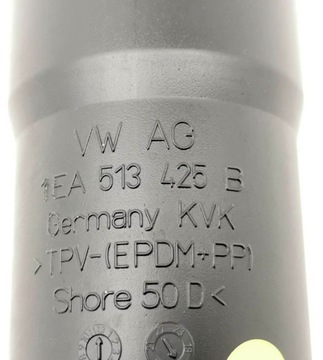 VW AG
1EA 513 425 B
Germany KVK
>TPV-(EPDM+PP)
Shore 50 D<